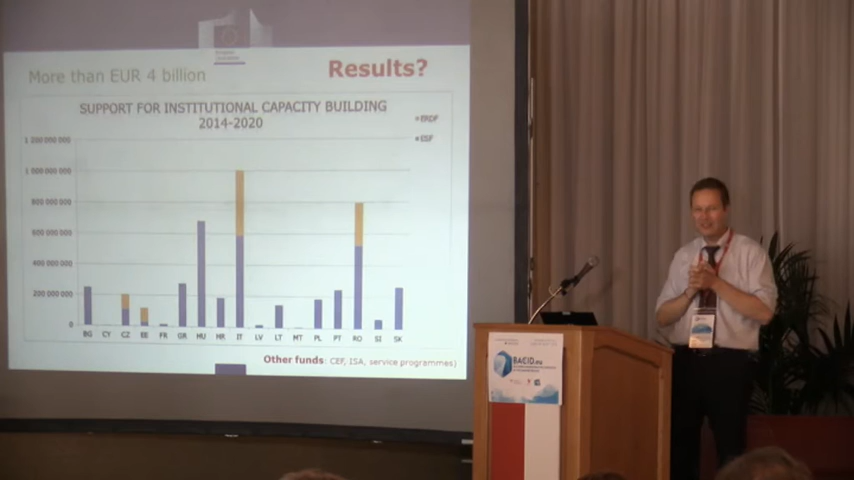 More than EUR 4 billion
Results?
SUPPORT FOR INSTITUTIONAL CAPACITY BUILDING
2014-2020
ERDF
ESF
1 200 000 000
1 000 000 000
800 000 000
600 000 000
400 000 000
200 000 000
0
BG CY CZ EE FR GR HU HR IT LV LT MT PL PT RO SI SK
Other funds: CEF, ISA, service programmes)
BACID.eu